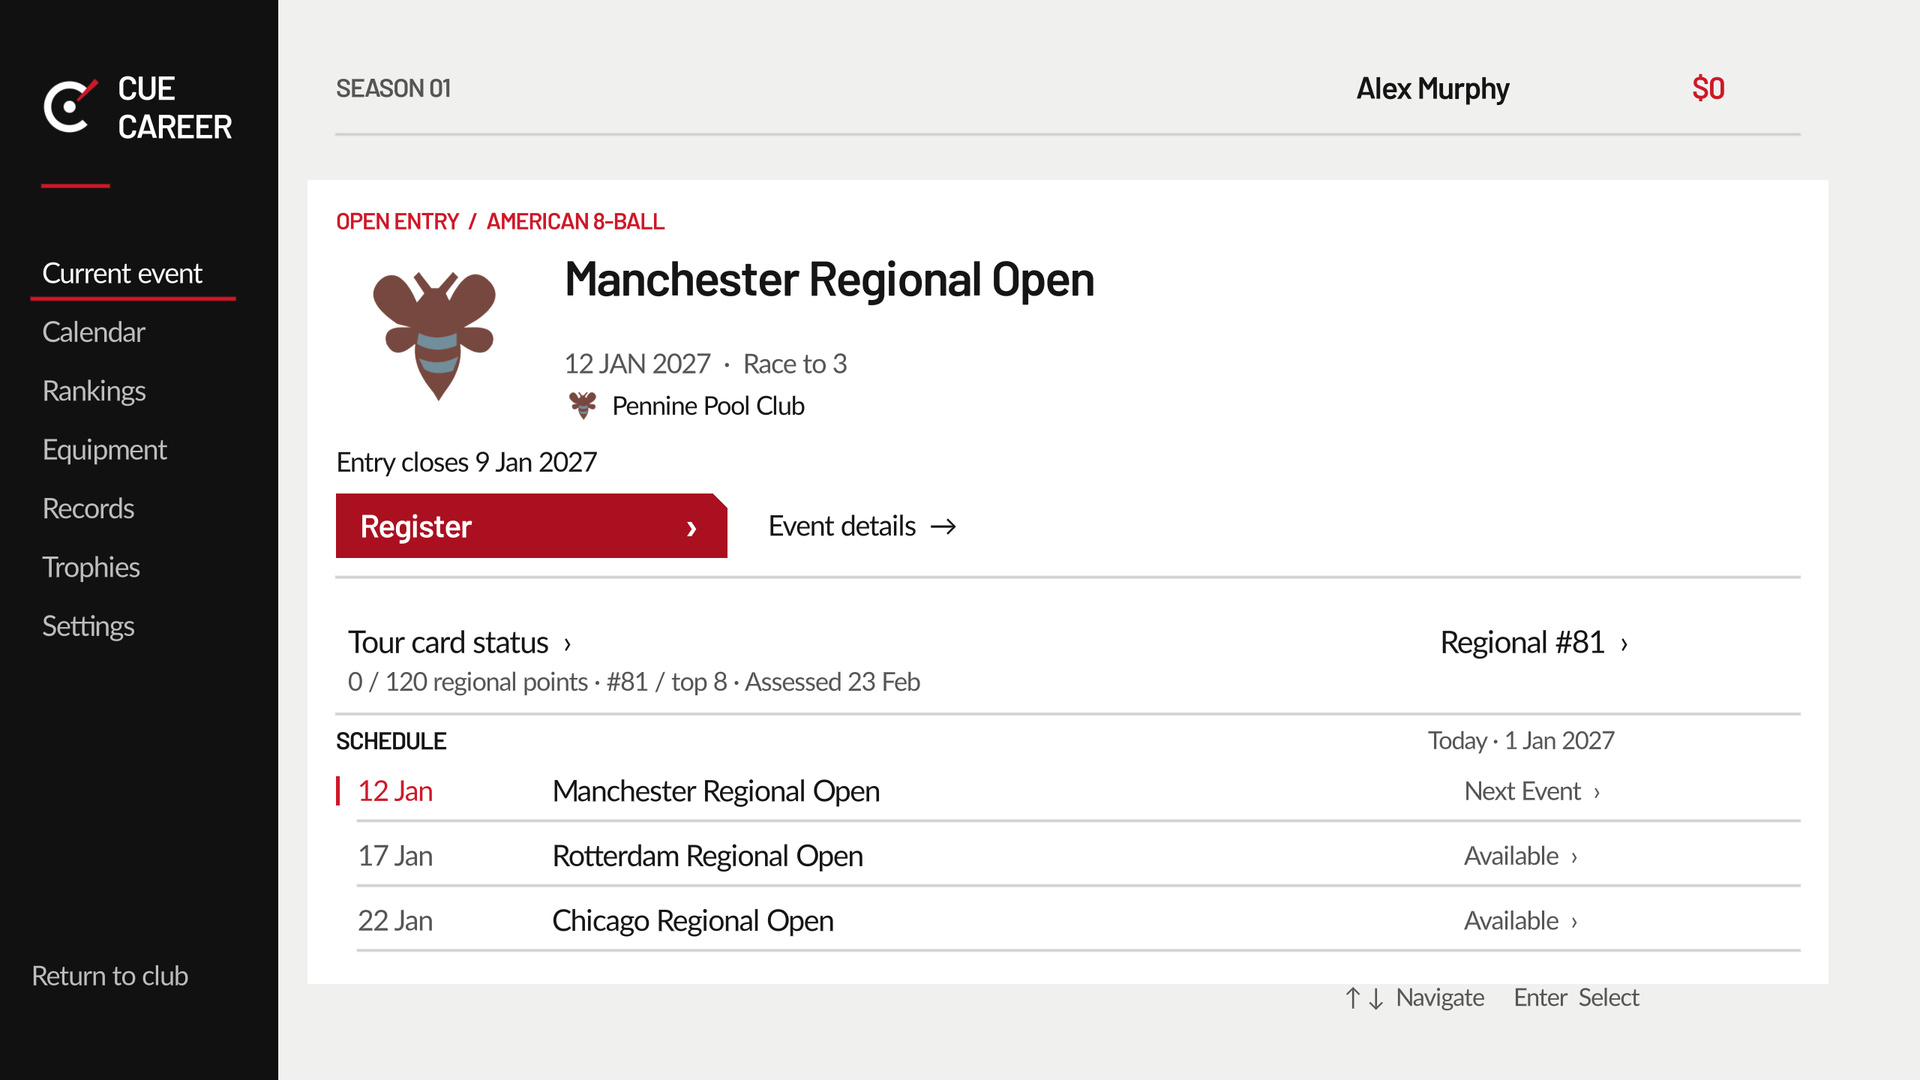 CUE
CAREER
Current event
Calendar
Rankings
Equipment
Records
Trophies
Settings
Return to club
SEASON 01
Alex Murphy
$0
OPEN ENTRY / AMERICAN 8-BALL
Manchester Regional Open
12 JAN 2027 · Race to 3
Pennine Pool Club
Entry closes 9 Jan 2027
Register ›
Event details →
Tour card status ›
Regional #81 ›
0 / 120 regional points · #81 / top 8 · Assessed 23 Feb
SCHEDULE
Today · 1 Jan 2027
12 Jan Manchester Regional Open Next Event ›
17 Jan Rotterdam Regional Open Available ›
22 Jan Chicago Regional Open Available ›
↑ ↓ Navigate Enter Select